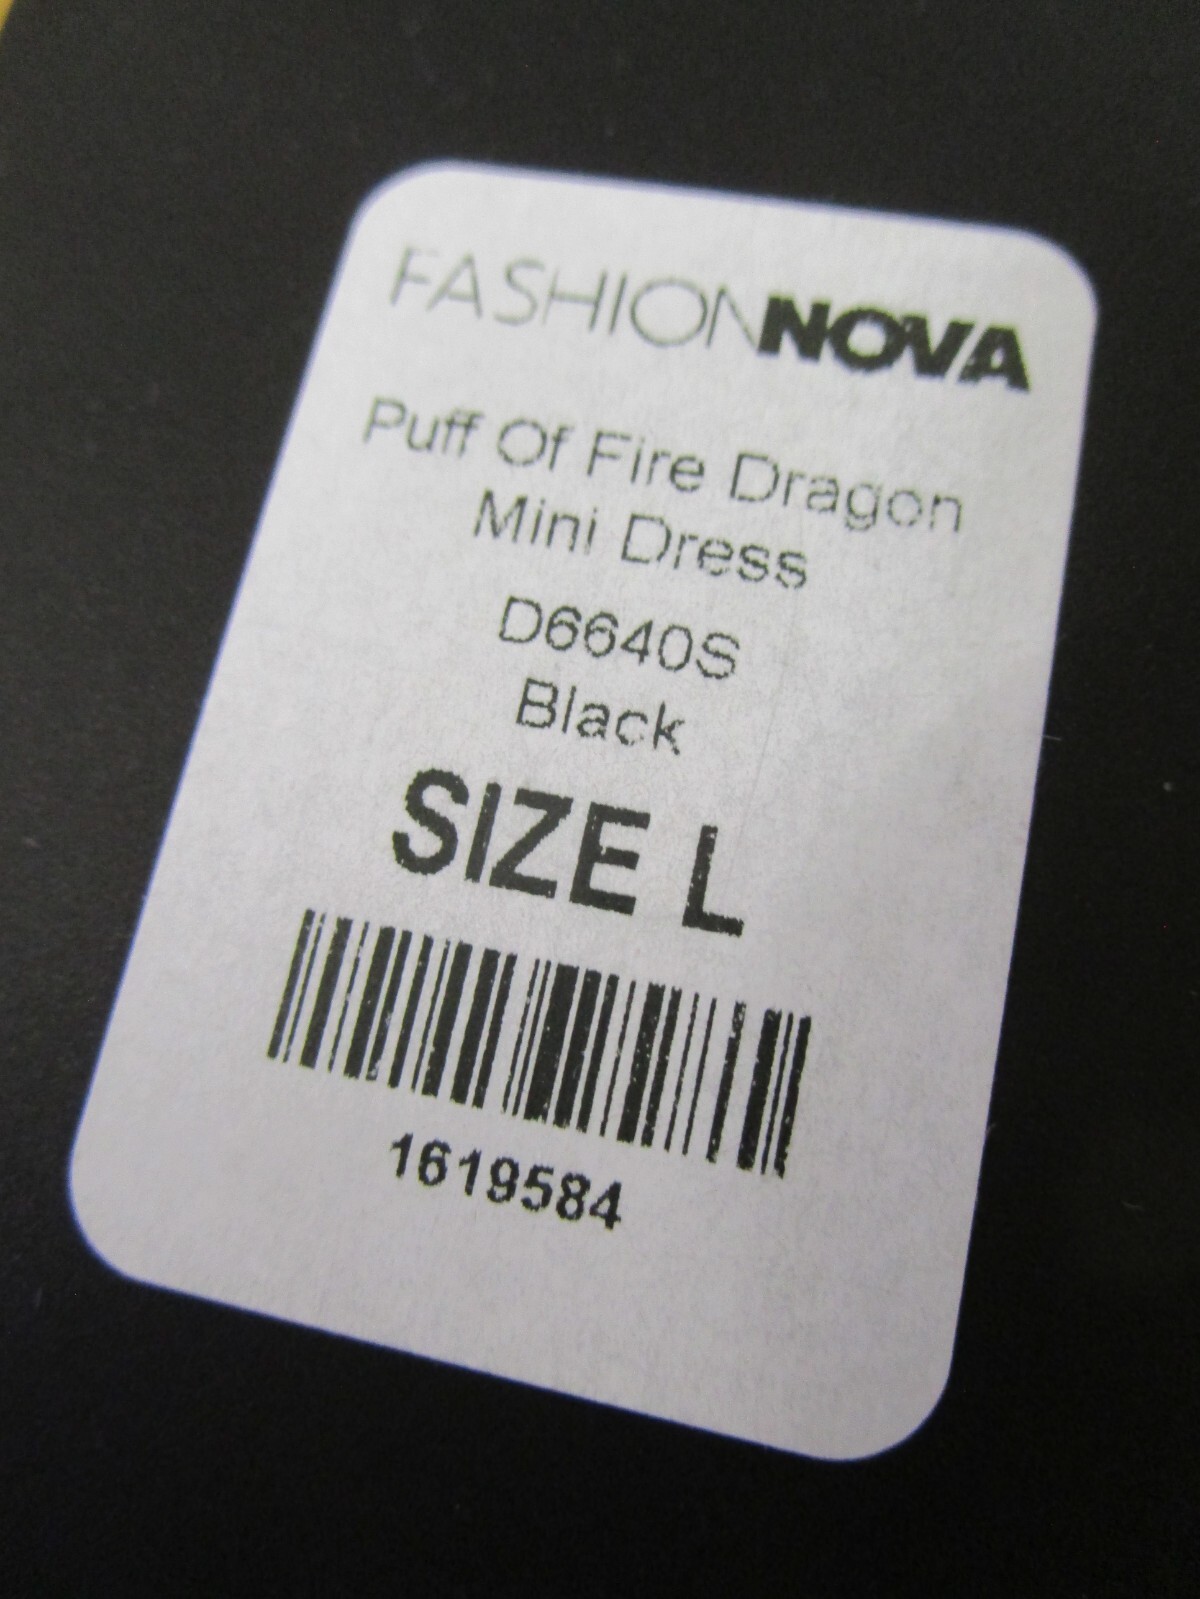 FASHIONNOVA
Puff Of Fire Dragon
Mini Dress
D6640S
Black
SIZE L
1619584